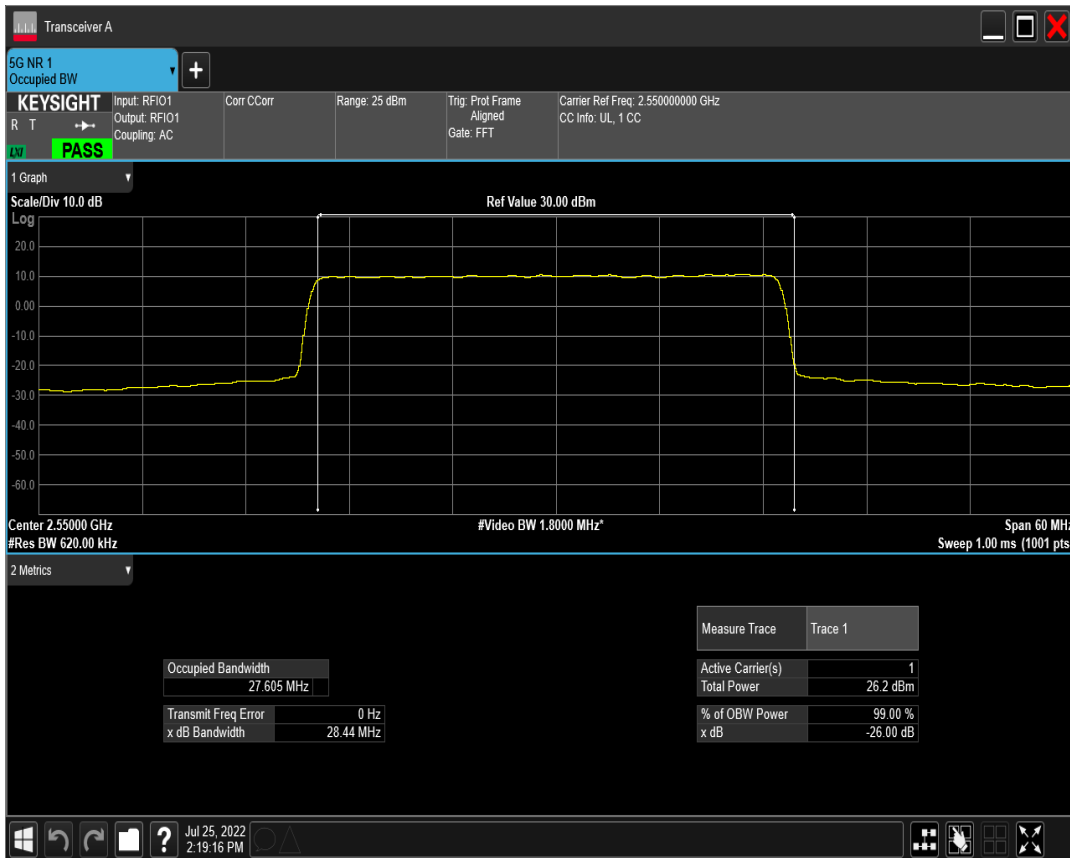 Transceiver A
5G NR 1
Occupied BW
+
KEYSIGHT
R T
LXI
PASS
Input: RFIO1
Output: RFIO1
Coupling: AC
Corr CCorr
Range: 25 dBm
Trig: Prot Frame
Aligned
Gate: FFT
Carrier Ref Freq: 2.550000000 GHz
CC Info: UL, 1 CC
1 Graph
Scale/Div 10.0 dB
Ref Value 30.00 dBm
Log
20.0
10.0
0.00
-10.0
-20.0
-30.0
-40.0
-50.0
-60.0
Center 2.55000 GHz
#Video BW 1.8000 MHz*
Span 60 MHz
#Res BW 620.00 kHz
Sweep 1.00 ms (1001 pts
2 Metrics
Measure Trace Trace 1
Occupied Bandwidth
27.605 MHz
Active Carrier(s) 1
Total Power 26.2 dBm
Transmit Freq Error 0 Hz
x dB Bandwidth 28.44 MHz
% of OBW Power 99.00 %
x dB -26.00 dB
?
Jul 25, 2022
2:19:16 PM